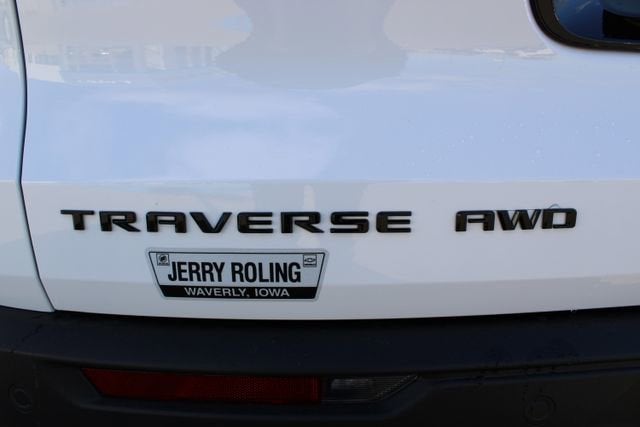 TRAVERSE AWD
JERRY ROLING
WAVERLY, IOWA